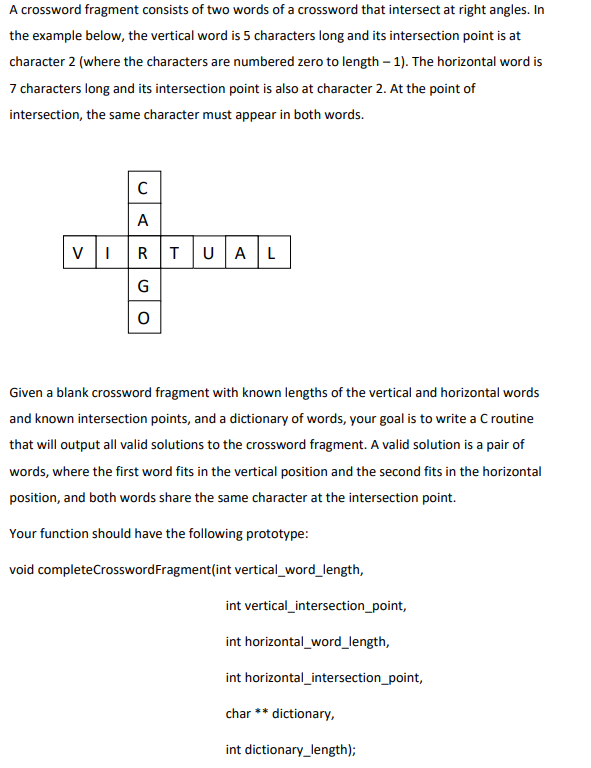 A crossword fragment consists of two words of a crossword that intersect at right angles. In
the example below, the vertical word is 5 characters long and its intersection point is at
character 2 (where the characters are numbered zero to length – 1). The horizontal word is
7 characters long and its intersection point is also at character 2. At the point of
intersection, the same character must appear in both words.
C
A
V I R T U A L
G
O
Given a blank crossword fragment with known lengths of the vertical and horizontal words
and known intersection points, and a dictionary of words, your goal is to write a C routine
that will output all valid solutions to the crossword fragment. A valid solution is a pair of
words, where the first word fits in the vertical position and the second fits in the horizontal
position, and both words share the same character at the intersection point.
Your function should have the following prototype:
void completeCrosswordFragment(int vertical_word_length,
int vertical_intersection_point,
int horizontal_word_length,
int horizontal_intersection_point,
char ** dictionary,
int dictionary_length);